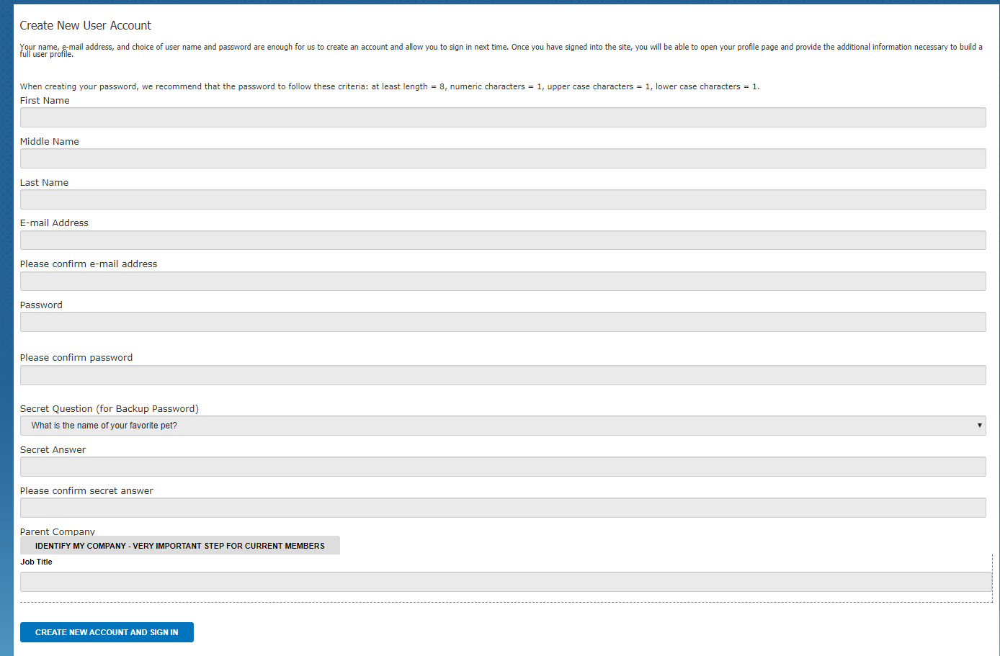 Create New User Account
Your name, e-mail address, and choice of user name and password are enough for us to create an account and allow you to sign in next time. Once you have signed into the site, you will be able to open your profile page and provide the additional information necessary to build a
full user profile.
When creating your password, we recommend that the password to follow these criteria: at least length = 8, numeric characters = 1, upper case characters = 1, lower case characters = 1.
First Name
Middle Name
Last Name
E-mail Address
Please confirm e-mail address
Password
Please confirm password
Secret Question (for Backup Password)
What is the name of your favorite pet?
Secret Answer
Please confirm secret answer
Parent Company
IDENTIFY MY COMPANY - VERY IMPORTANT STEP FOR CURRENT MEMBERS
Job Title
CREATE NEW ACCOUNT AND SIGN IN